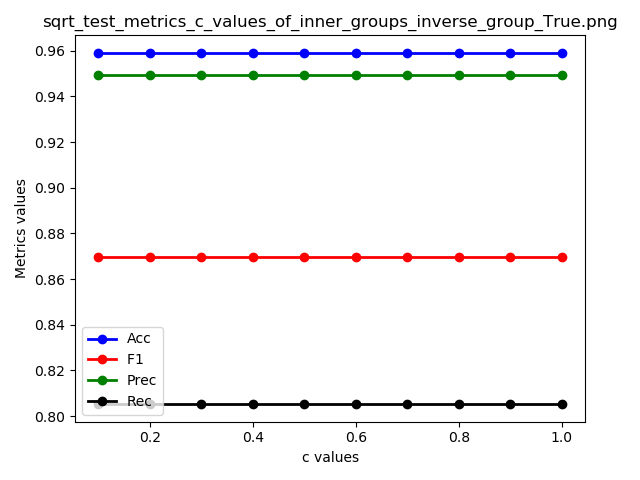 sqrt_test_metrics_c_values_of_inner_groups_inverse_group_True.png
Metrics values
0.96
0.94
0.92
0.90
0.88
0.86
0.84
0.82
0.80
Acc
F1
Prec
Rec
0.2 0.4 0.6 0.8 1.0
c values